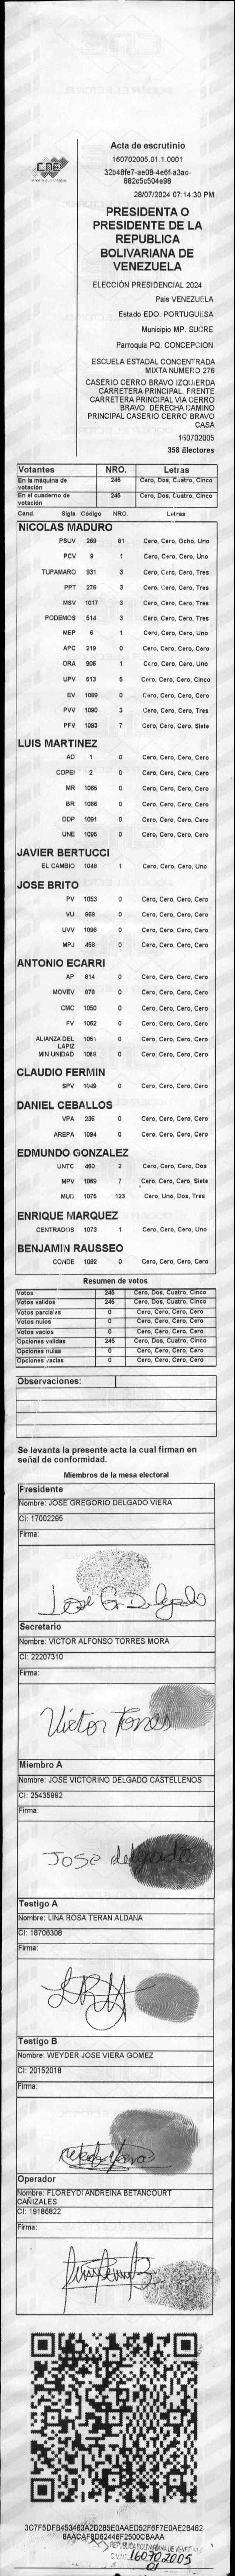 CNE
Acta de escrutinio
160702005.01.1.0001
32b48fe7-ae08-4e6f-a3ac-
882c5c504e98
28/07/2024 07:14:30 PM
PRESIDENTA O
PRESIDENTE DE LA
REPUBLICA
BOLIVARIANA DE
VENEZUELA
ELECCIÓN PRESIDENCIAL 2024
Pais VENEZUELA
Estado EDO. PORTUGUESA
Municipio MP. SUCRE
Parroquia PQ. CONCEPCION
ESCUELA ESTADAL CONCENTRADA
MIXTA NUMERO 276
CASERIO CERRO BRAVO IZQUIERDA
CARRETERA PRINCIPAL. FRENTE
CARRETERA PRINCIPAL VIA CERRO
BRAVO. DERECHA CAMINO
PRINCIPAL CASERIO CERRO BRAVO
CASA
160702005
358 Electores
Votantes NRO. Letras
En la máquina de votación 245 Cero, Dos, Cuatro, Cinco
En el cuaderno de votación 245 Cero, Dos, Cuatro, Cinco
Cand. Sigla Código NRO. Letras
NICOLAS MADURO
PSUV 269 81 Cero, Cero, Ocho, Uno
PCV 9 1 Cero, Cero, Cero, Uno
TUPAMARO 931 3 Cero, Cero, Cero, Tres
PPT 276 3 Cero, Cero, Cero, Tres
MSV 1017 3 Cero, Cero, Cero, Tres
PODEMOS 514 3 Cero, Cero, Cero, Tres
MEP 6 1 Cero, Cero, Cero, Uno
APC 219 0 Cero, Cero, Cero, Cero
ORA 906 1 Cero, Cero, Cero, Uno
UPV 513 5 Cero, Cero, Cero, Cinco
EV 1089 0 Cero, Cero, Cero, Cero
PVV 1090 3 Cero, Cero, Cero, Tres
PFV 1093 7 Cero, Cero, Cero, Siete
LUIS MARTINEZ
AD 1 0 Cero, Cero, Cero, Cero
COPEI 2 0 Cero, Cero, Cero, Cero
MR 1065 0 Cero, Cero, Cero, Cero
BR 1066 0 Cero, Cero, Cero, Cero
DDP 1091 0 Cero, Cero, Cero, Cero
UNE 1095 0 Cero, Cero, Cero, Cero
JAVIER BERTUCCI
EL CAMBIO 1048 1 Cero, Cero, Cero, Uno
JOSE BRITO
PV 1053 0 Cero, Cero, Cero, Cero
VU 868 0 Cero, Cero, Cero, Cero
UVV 1096 0 Cero, Cero, Cero, Cero
MPJ 458 0 Cero, Cero, Cero, Cero
ANTONIO ECARRI
AP 814 0 Cero, Cero, Cero, Cero
MOVEV 878 0 Cero, Cero, Cero, Cero
CMC 1050 0 Cero, Cero, Cero, Cero
FV 1062 0 Cero, Cero, Cero, Cero
ALIANZA DEL LAPIZ 1051 0 Cero, Cero, Cero, Cero
MIN UNIDAD 1068 0 Cero, Cero, Cero, Cero
CLAUDIO FERMIN
SPV 1049 0 Cero, Cero, Cero, Cero
DANIEL CEBALLOS
VPA 236 0 Cero, Cero, Cero, Cero
AREPA 1094 0 Cero, Cero, Cero, Cero
EDMUNDO GONZALEZ
UNTC 460 2 Cero, Cero, Cero, Dos
MPV 1069 7 Cero, Cero, Cero, Siete
MUD 1075 123 Cero, Uno, Dos, Tres
ENRIQUE MARQUEZ
CENTRADOS 1073 1 Cero, Cero, Cero, Uno
BENJAMIN RAUSSEO
CONDE 1092 0 Cero, Cero, Cero, Cero
Resumen de votos
Votos 245 Cero, Dos, Cuatro, Cinco
Votos validos 245 Cero, Dos, Cuatro, Cinco
Votos parciales 0 Cero, Cero, Cero, Cero
Votos nulos 0 Cero, Cero, Cero, Cero
Votos vacios 0 Cero, Cero, Cero, Cero
Opciones validas 245 Cero, Dos, Cuatro, Cinco
Opciones nulas 0 Cero, Cero, Cero, Cero
Opciones vacias 0 Cero, Cero, Cero, Cero
Observaciones:
Se levanta la presente acta la cual firman en
señal de conformidad.
Miembros de la mesa electoral
Presidente
Nombre: JOSE GREGORIO DELGADO VIERA
CI: 17002295
Firma:
Jose G Delgado
Secretario
Nombre: VICTOR ALFONSO TORRES MORA
CI: 22207310
Firma:
Victor Torres
Miembro A
Nombre: JOSE VICTORINO DELGADO CASTELLENOS
CI: 25435992
Firma:
Jose delgado
Testigo A
Nombre: LINA ROSA TERAN ALDANA
CI: 18706308
Firma:
Testigo B
Nombre: WEYDER JOSE VIERA GOMEZ
CI: 20152018
Firma:
Operador
Nombre: FLOREYDI ANDREINA BETANCOURT
CAÑIZALES
CI: 19186822
Firma:
3C7F5DFB453463A2D285E0AAED52F6F7E0AE2B482
8AACAF8D62446F2500CBAAA
REPUBLICA BOLIVARIANA DE VENEZ
160702005
01